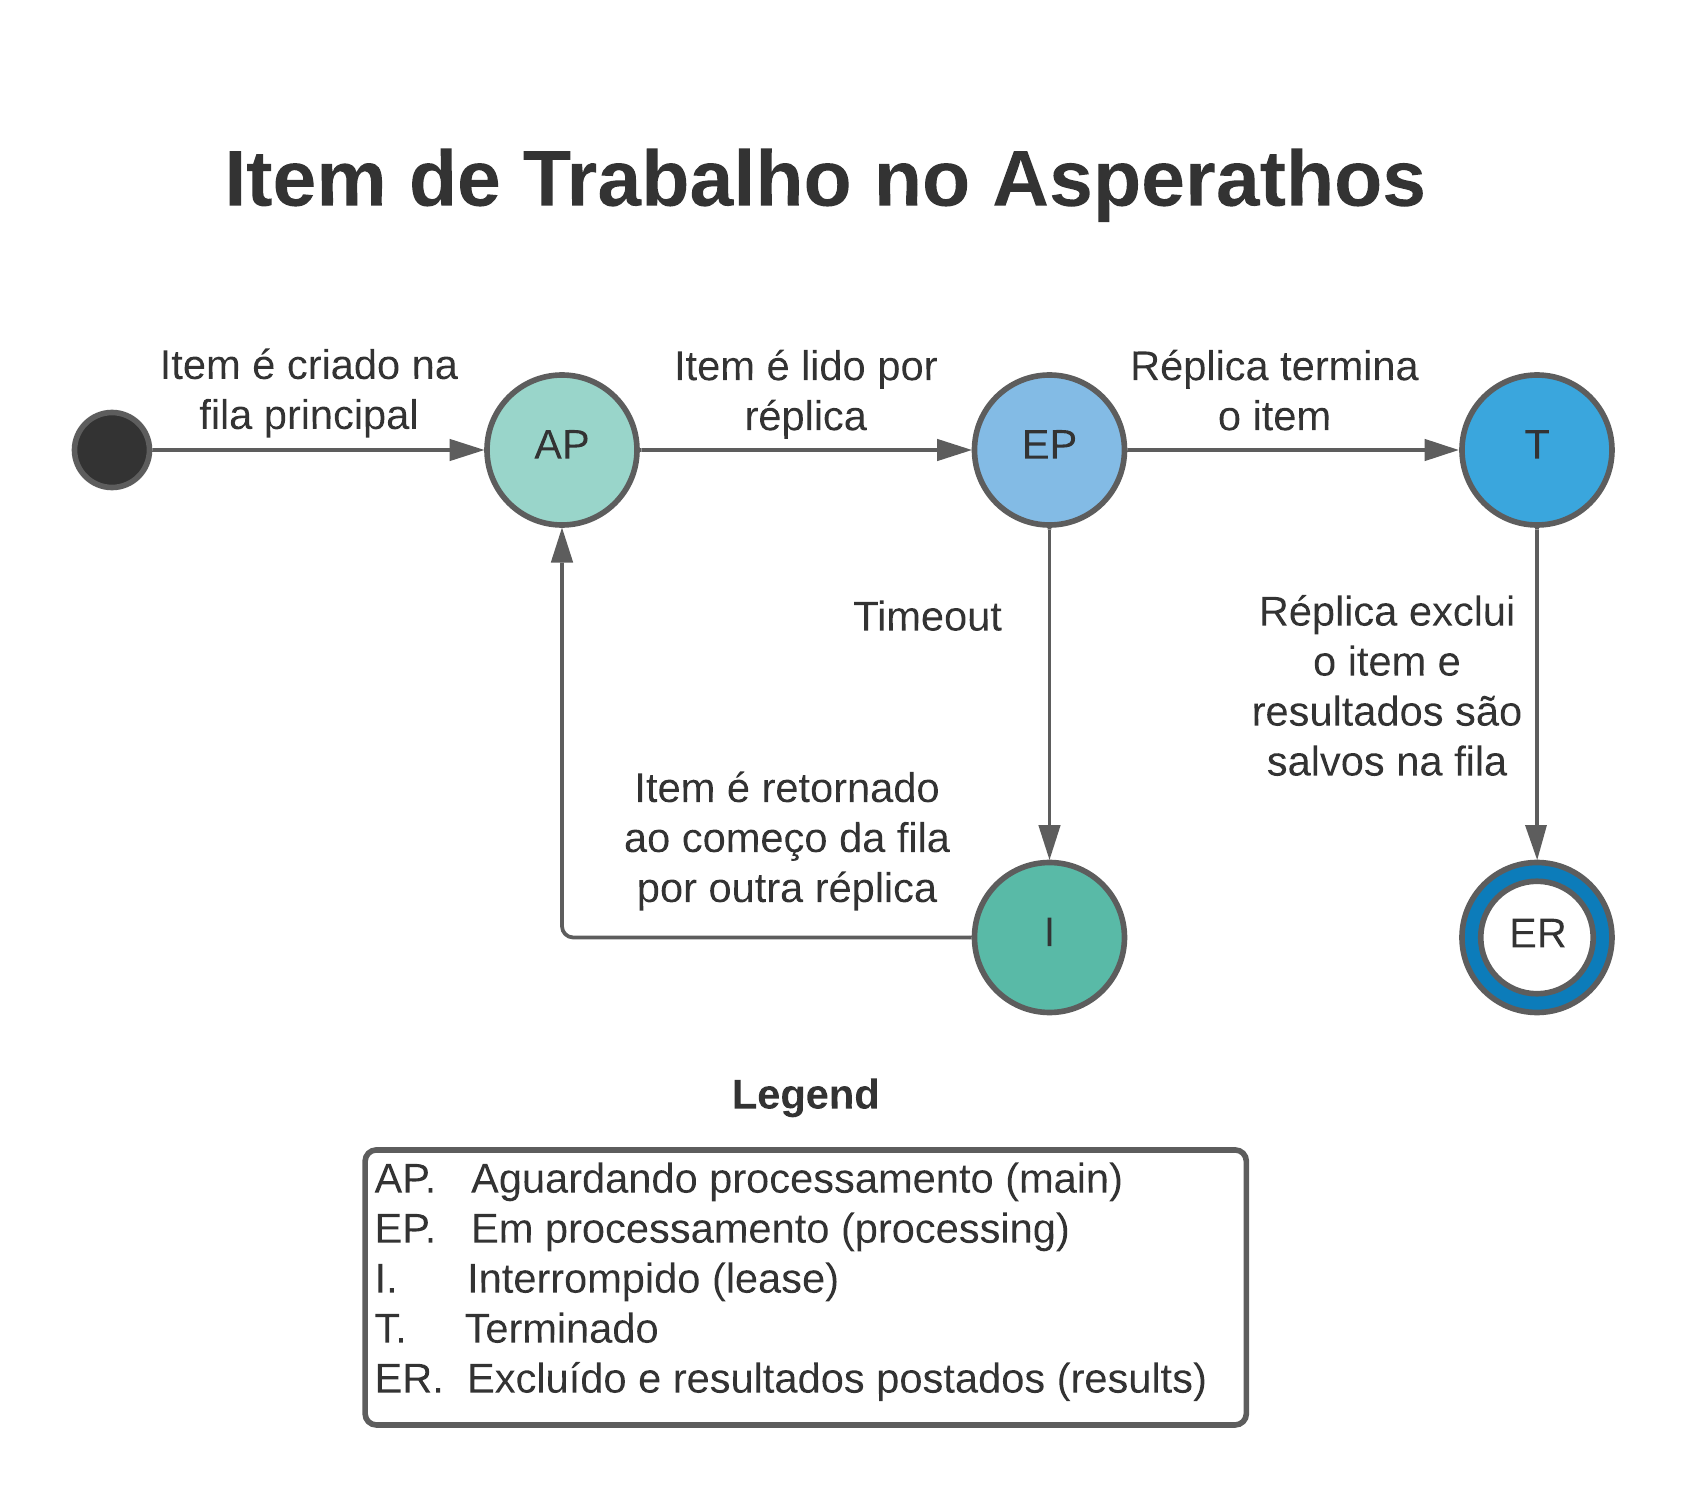 Item de Trabalho no Asperathos
Item é criado na
fila principal
Item é lido por
réplica
Réplica termina
o item
AP
EP
T
Timeout
Réplica exclui
o item e
resultados são
salvos na fila
Item é retornado
ao começo da fila
por outra réplica
I
ER
Legend
AP. Aguardando processamento (main)
EP. Em processamento (processing)
I. Interrompido (lease)
T. Terminado
ER. Excluído e resultados postados (results)